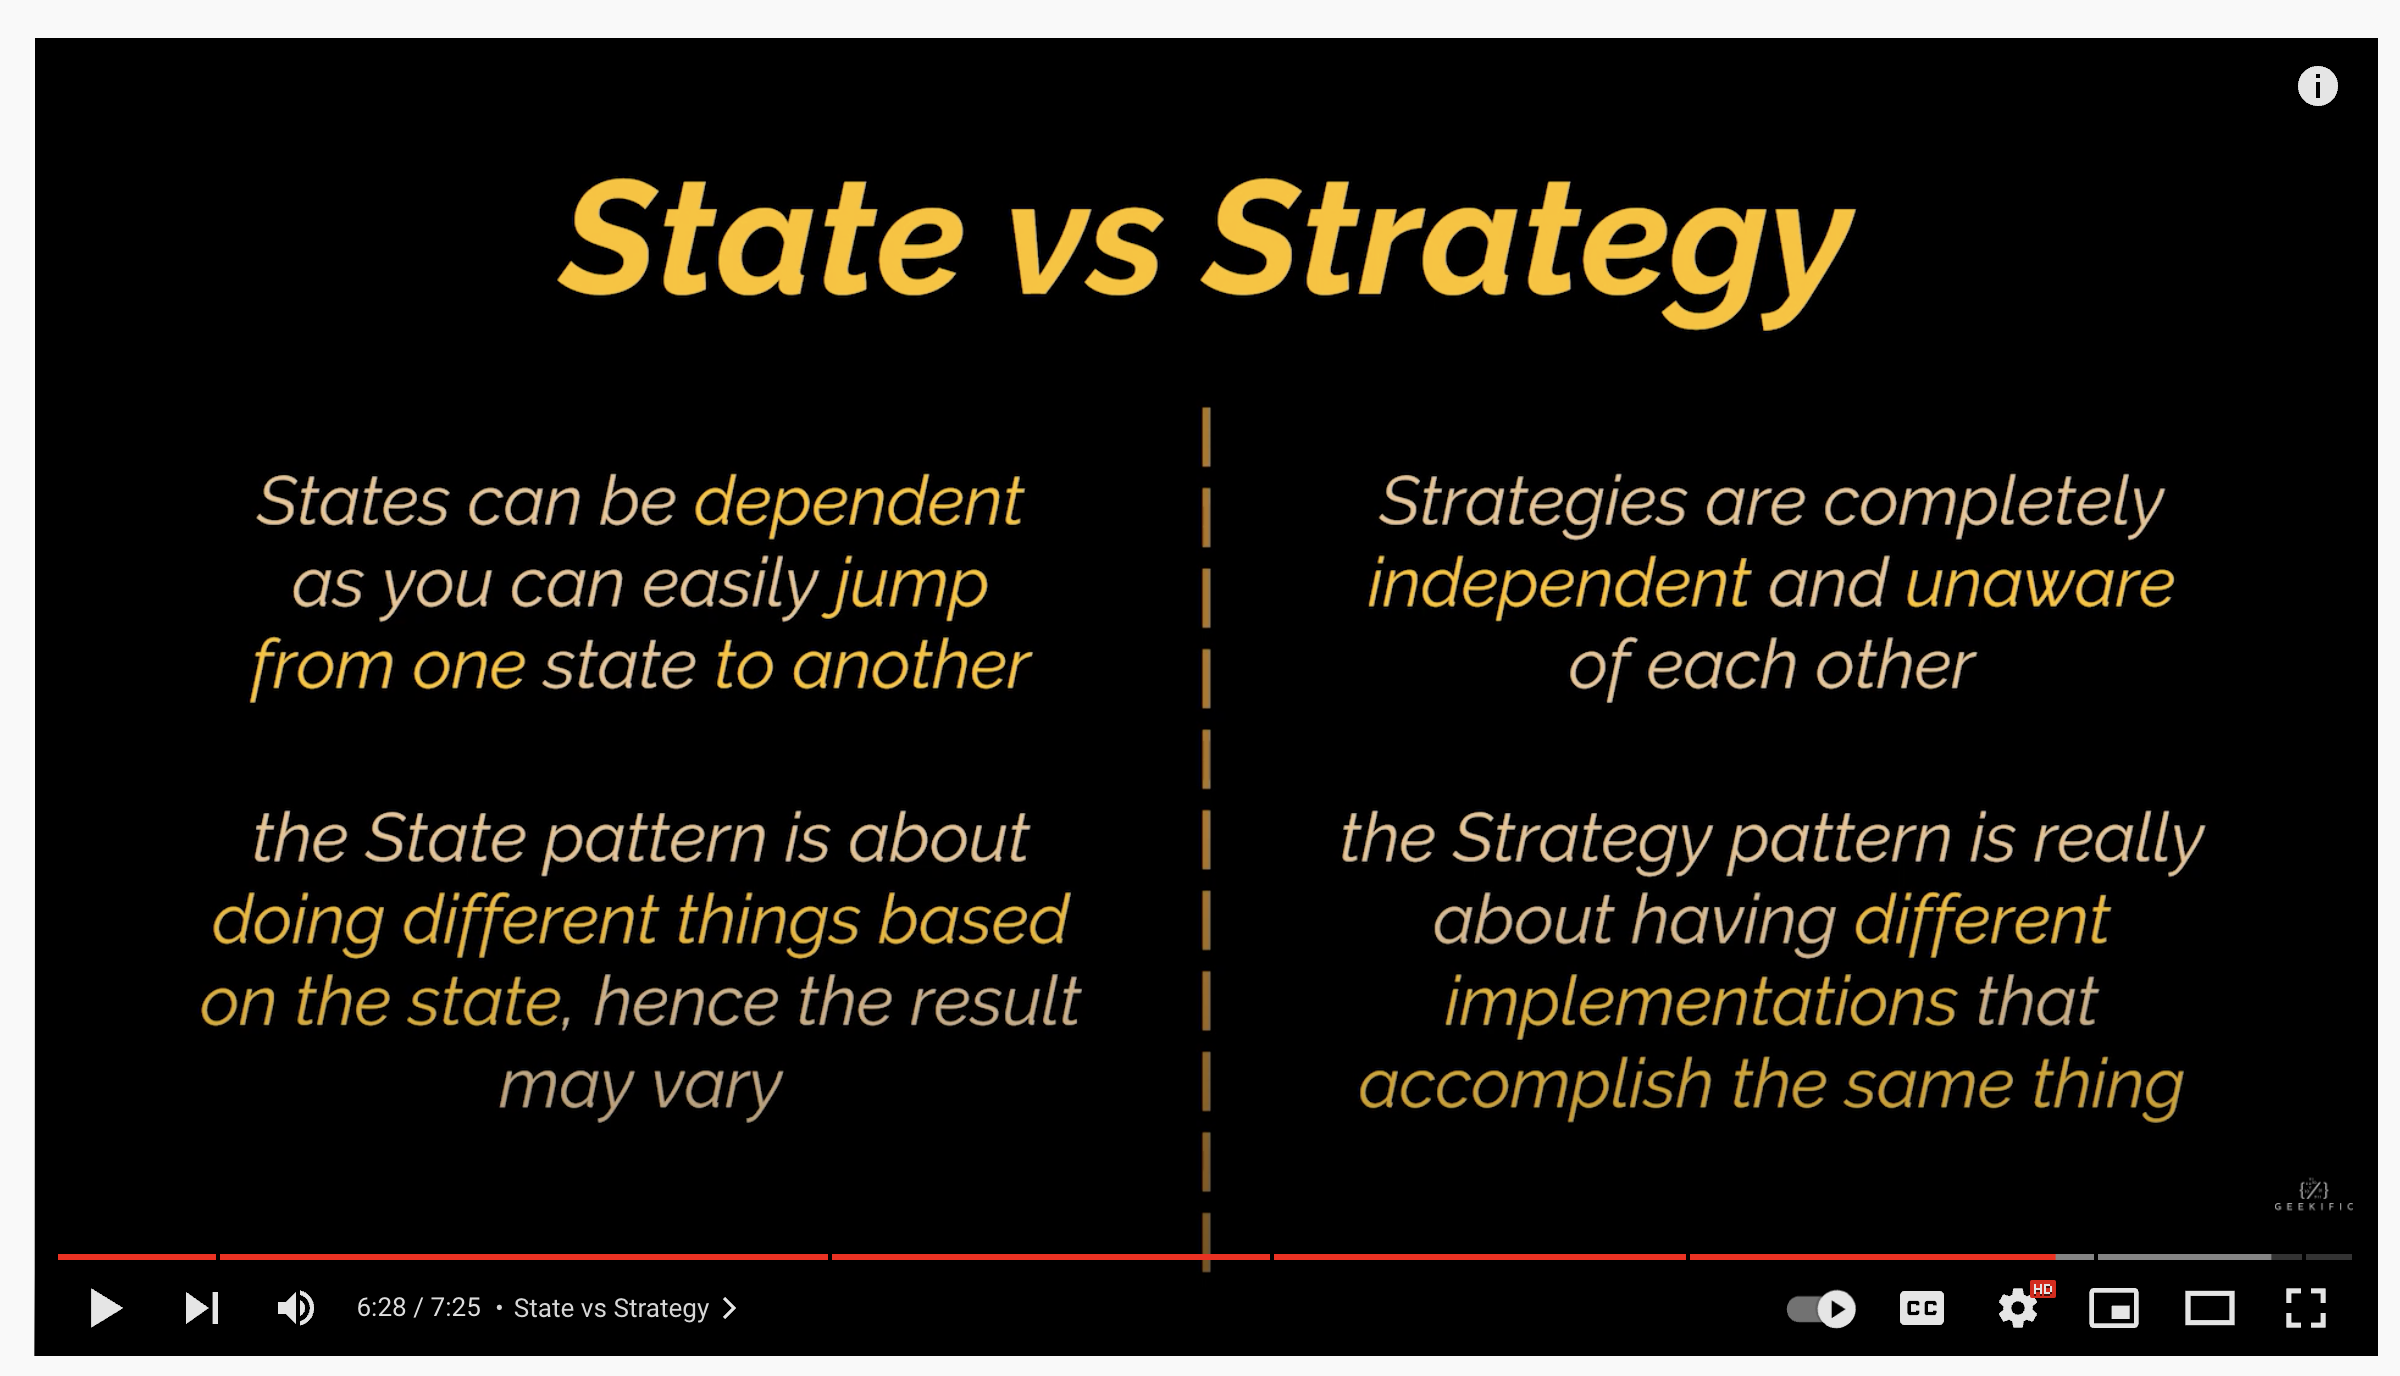 State vs Strategy
States can be dependent
as you can easily jump
from one state to another
the State pattern is about
doing different things based
on the state, hence the result
may vary
Strategies are completely
independent and unaware
of each other
the Strategy pattern is really
about having different
implementations that
accomplish the same thing
GEEKIFIC
6:28 / 7:25 • State vs Strategy
CC
HD